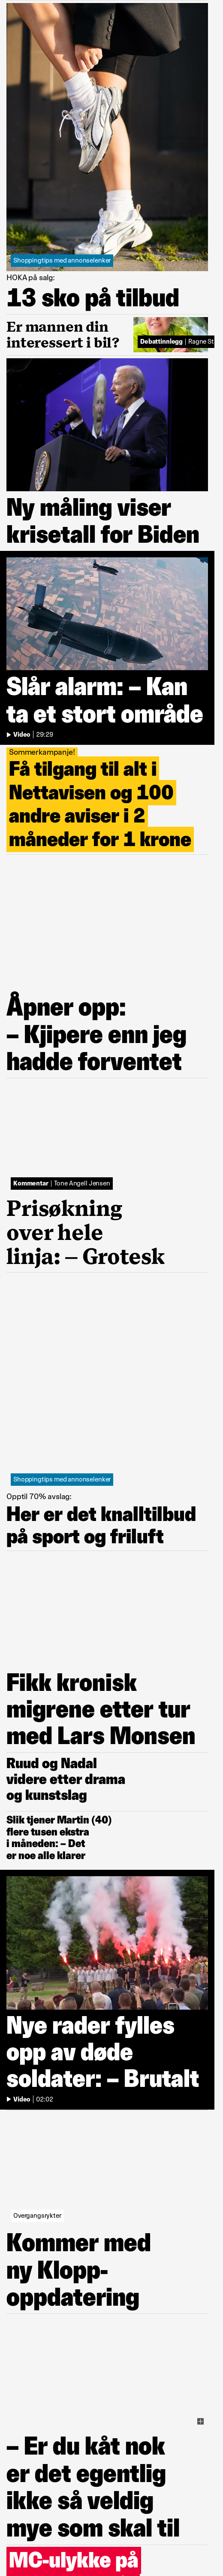 Shoppingtips med annonselenker
HOKA på salg:
13 sko på tilbud
Er mannen din
interessert i bil?
Debattinnlegg | Ragne St
Ny måling viser
krisetall for Biden
Slår alarm: – Kan
ta et stort område
Video | 29:29
Sommerkampanje!
Få tilgang til alt i
Nettavisen og 100
andre aviser i 2
måneder for 1 krone
Åpner opp:
– Kjipere enn jeg
hadde forventet
Kommentar | Tone Angell Jensen
Prisøkning
over hele
linja: – Grotesk
Shoppingtips med annonselenker
Opptil 70% avslag:
Her er det knalltilbud
på sport og friluft
Fikk kronisk
migrene etter tur
med Lars Monsen
Ruud og Nadal
videre etter drama
og kunstslag
Slik tjener Martin (40)
flere tusen ekstra
i måneden: – Det
er noe alle klarer
Nye rader fylles
opp av døde
soldater: – Brutalt
Video | 02:02
Overgangsrykter
Kommer med
ny Klopp-
oppdatering
– Er du kåt nok
er det egentlig
ikke så veldig
mye som skal til
MC-ulykke på